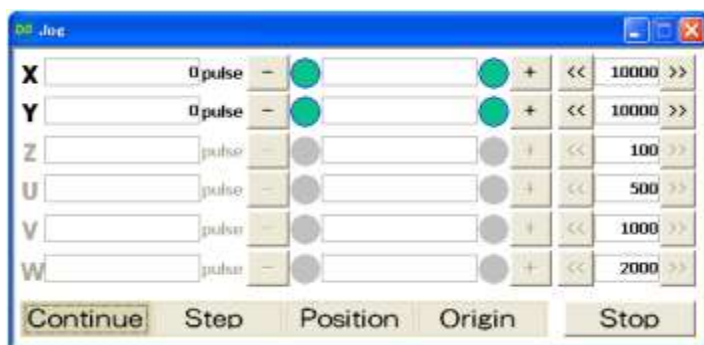 Jog
X 0 pulse - + << 10000 >>
Y 0 pulse - + << 10000 >>
Z pulse - + << 100 >>
U pulse - + << 500 >>
V pulse - + << 1000 >>
W pulse - + << 2000 >>
Continue Step Position Origin Stop